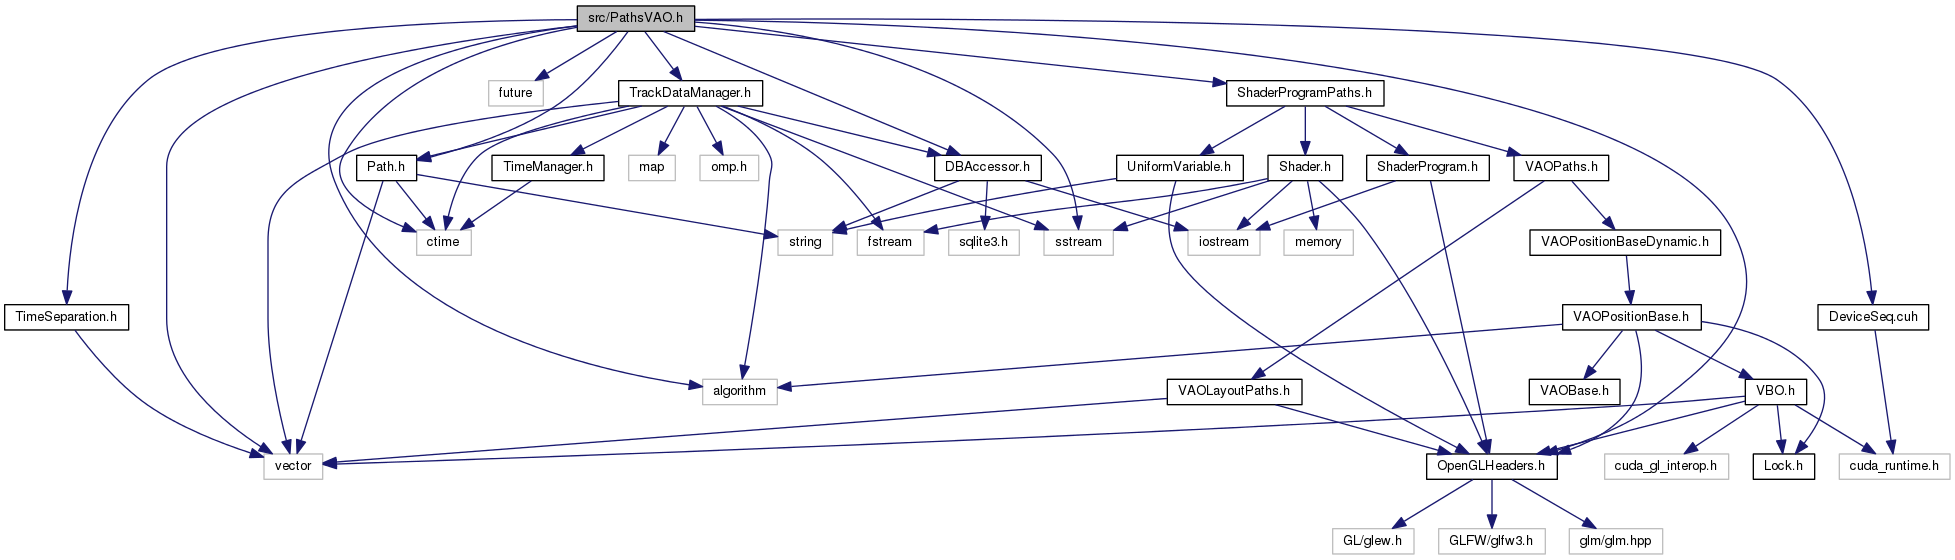 src/PathsVAO.h
future
TrackDataManager.h
ShaderProgramPaths.h
Path.h
TimeManager.h
map
omp.h
DBAccessor.h
UniformVariable.h
Shader.h
ShaderProgram.h
VAOPaths.h
ctime
string
fstream
sqlite3.h
sstream
iostream
memory
VAOPositionBaseDynamic.h
TimeSeparation.h
VAOPositionBase.h
DeviceSeq.cuh
algorithm
VAOLayoutPaths.h
VAOBase.h
VBO.h
vector
OpenGLHeaders.h
cuda_gl_interop.h
Lock.h
cuda_runtime.h
GL/glew.h
GLFW/glfw3.h
glm/glm.hpp